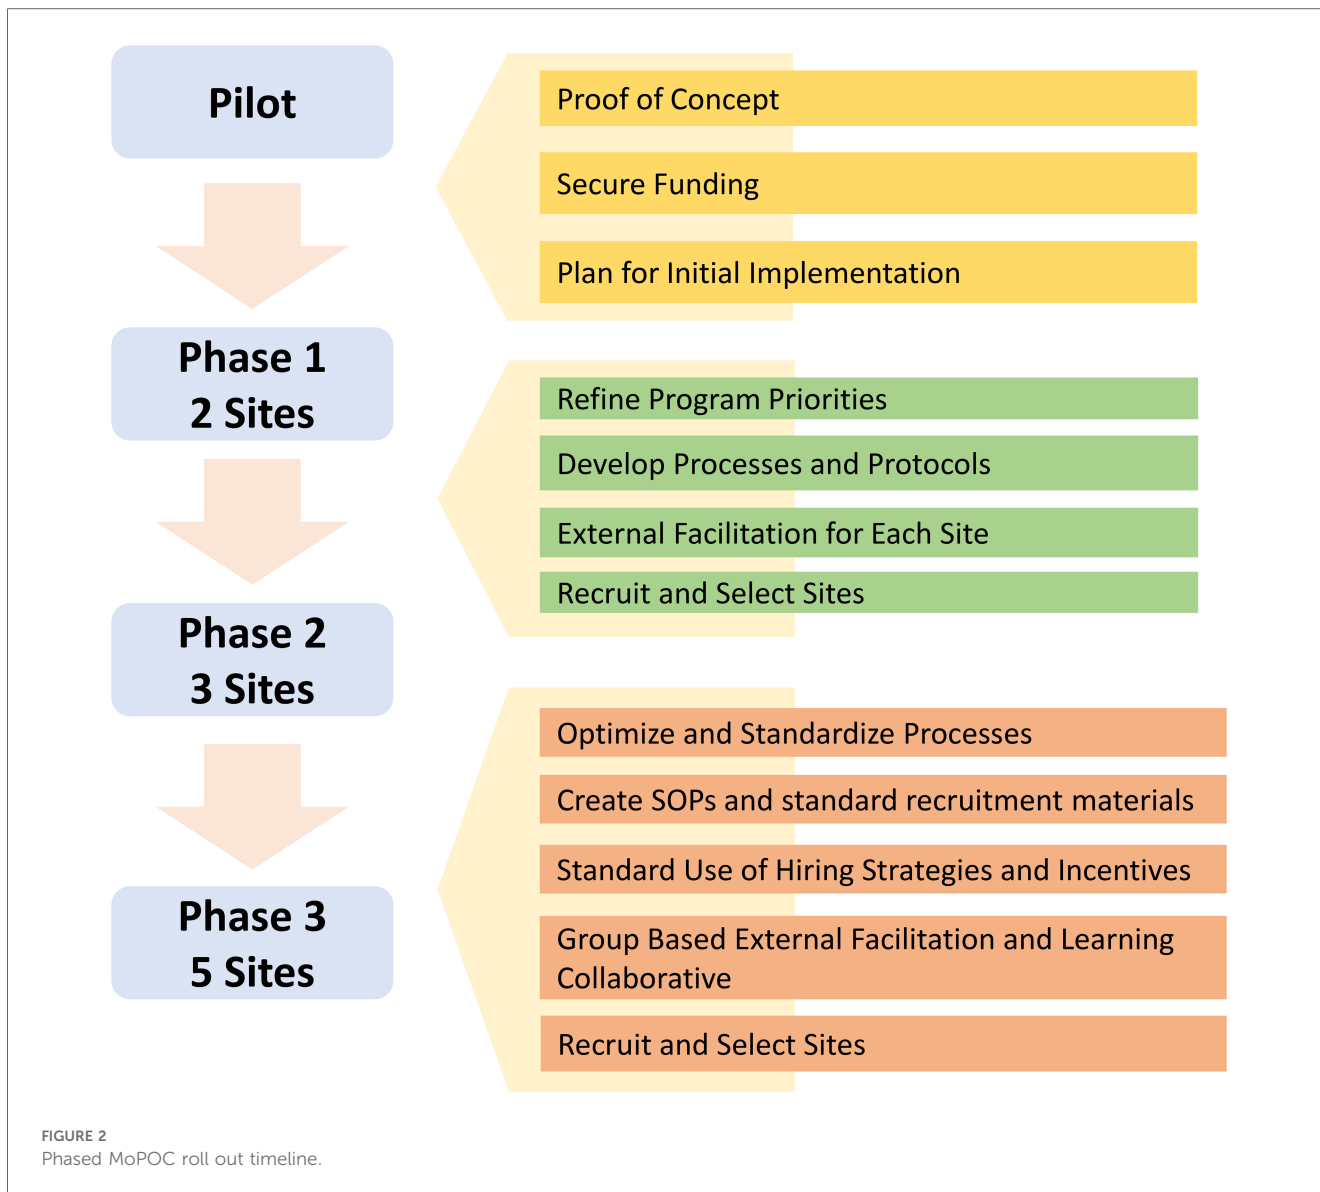 Pilot
Proof of Concept
Secure Funding
Plan for Initial Implementation
Phase 1
2 Sites
Refine Program Priorities
Develop Processes and Protocols
External Facilitation for Each Site
Recruit and Select Sites
Phase 2
3 Sites
Optimize and Standardize Processes
Create SOPs and standard recruitment materials
Standard Use of Hiring Strategies and Incentives
Group Based External Facilitation and Learning
Collaborative
Recruit and Select Sites
Phase 3
5 Sites
FIGURE 2
Phased MoPOC roll out timeline.